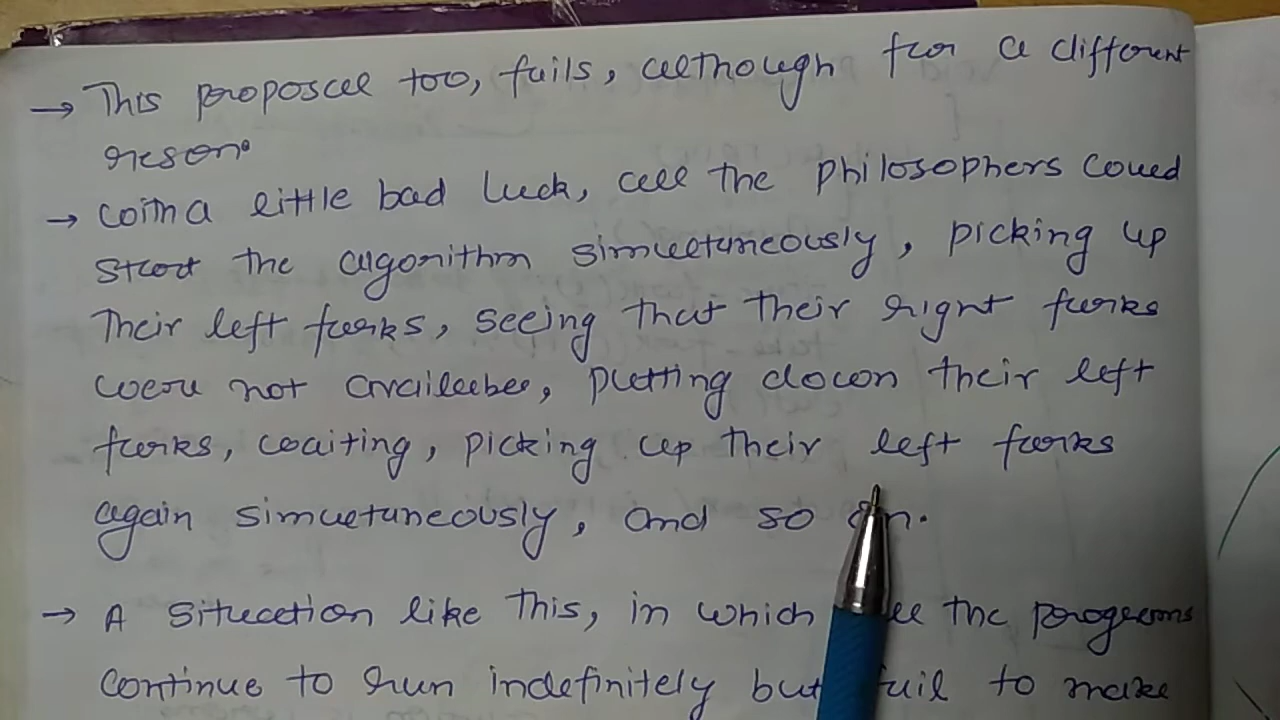 → This proposal too, fails, although for a different
reson.
→ with a little bad luck, all the philosophers could
start the algorithm simultaneously, picking up
their left forks, seeing that their right forks
were not available, putting down their left
forks, waiting, picking up their left forks
again simultaneously, and so on.
→ A situation like this, in which all the programs
continue to run indefinitely but fail to make